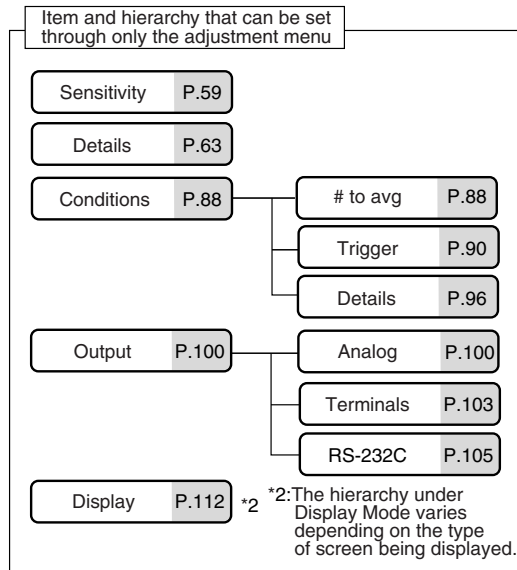 Item and hierarchy that can be set
through only the adjustment menu
Sensitivity P.59
Details P.63
Conditions P.88
# to avg P.88
Trigger P.90
Details P.96
Output P.100
Analog P.100
Terminals P.103
RS-232C P.105
Display P.112 *2
*2:The hierarchy under
Display Mode varies
depending on the type
of screen being displayed.